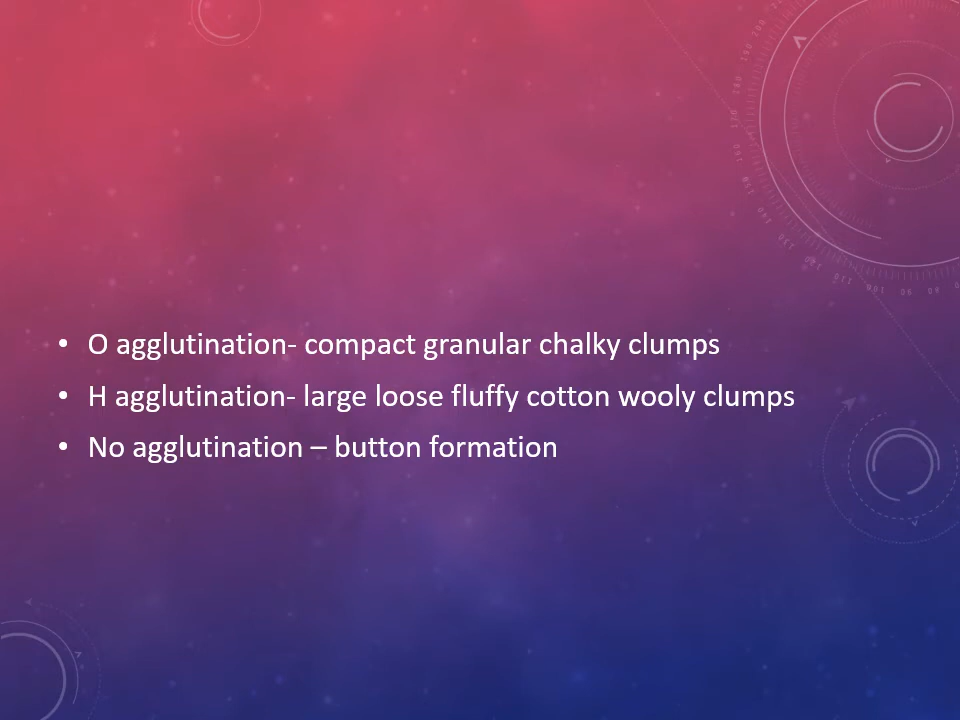 • O agglutination- compact granular chalky clumps
• H agglutination- large loose fluffy cotton wooly clumps
• No agglutination – button formation